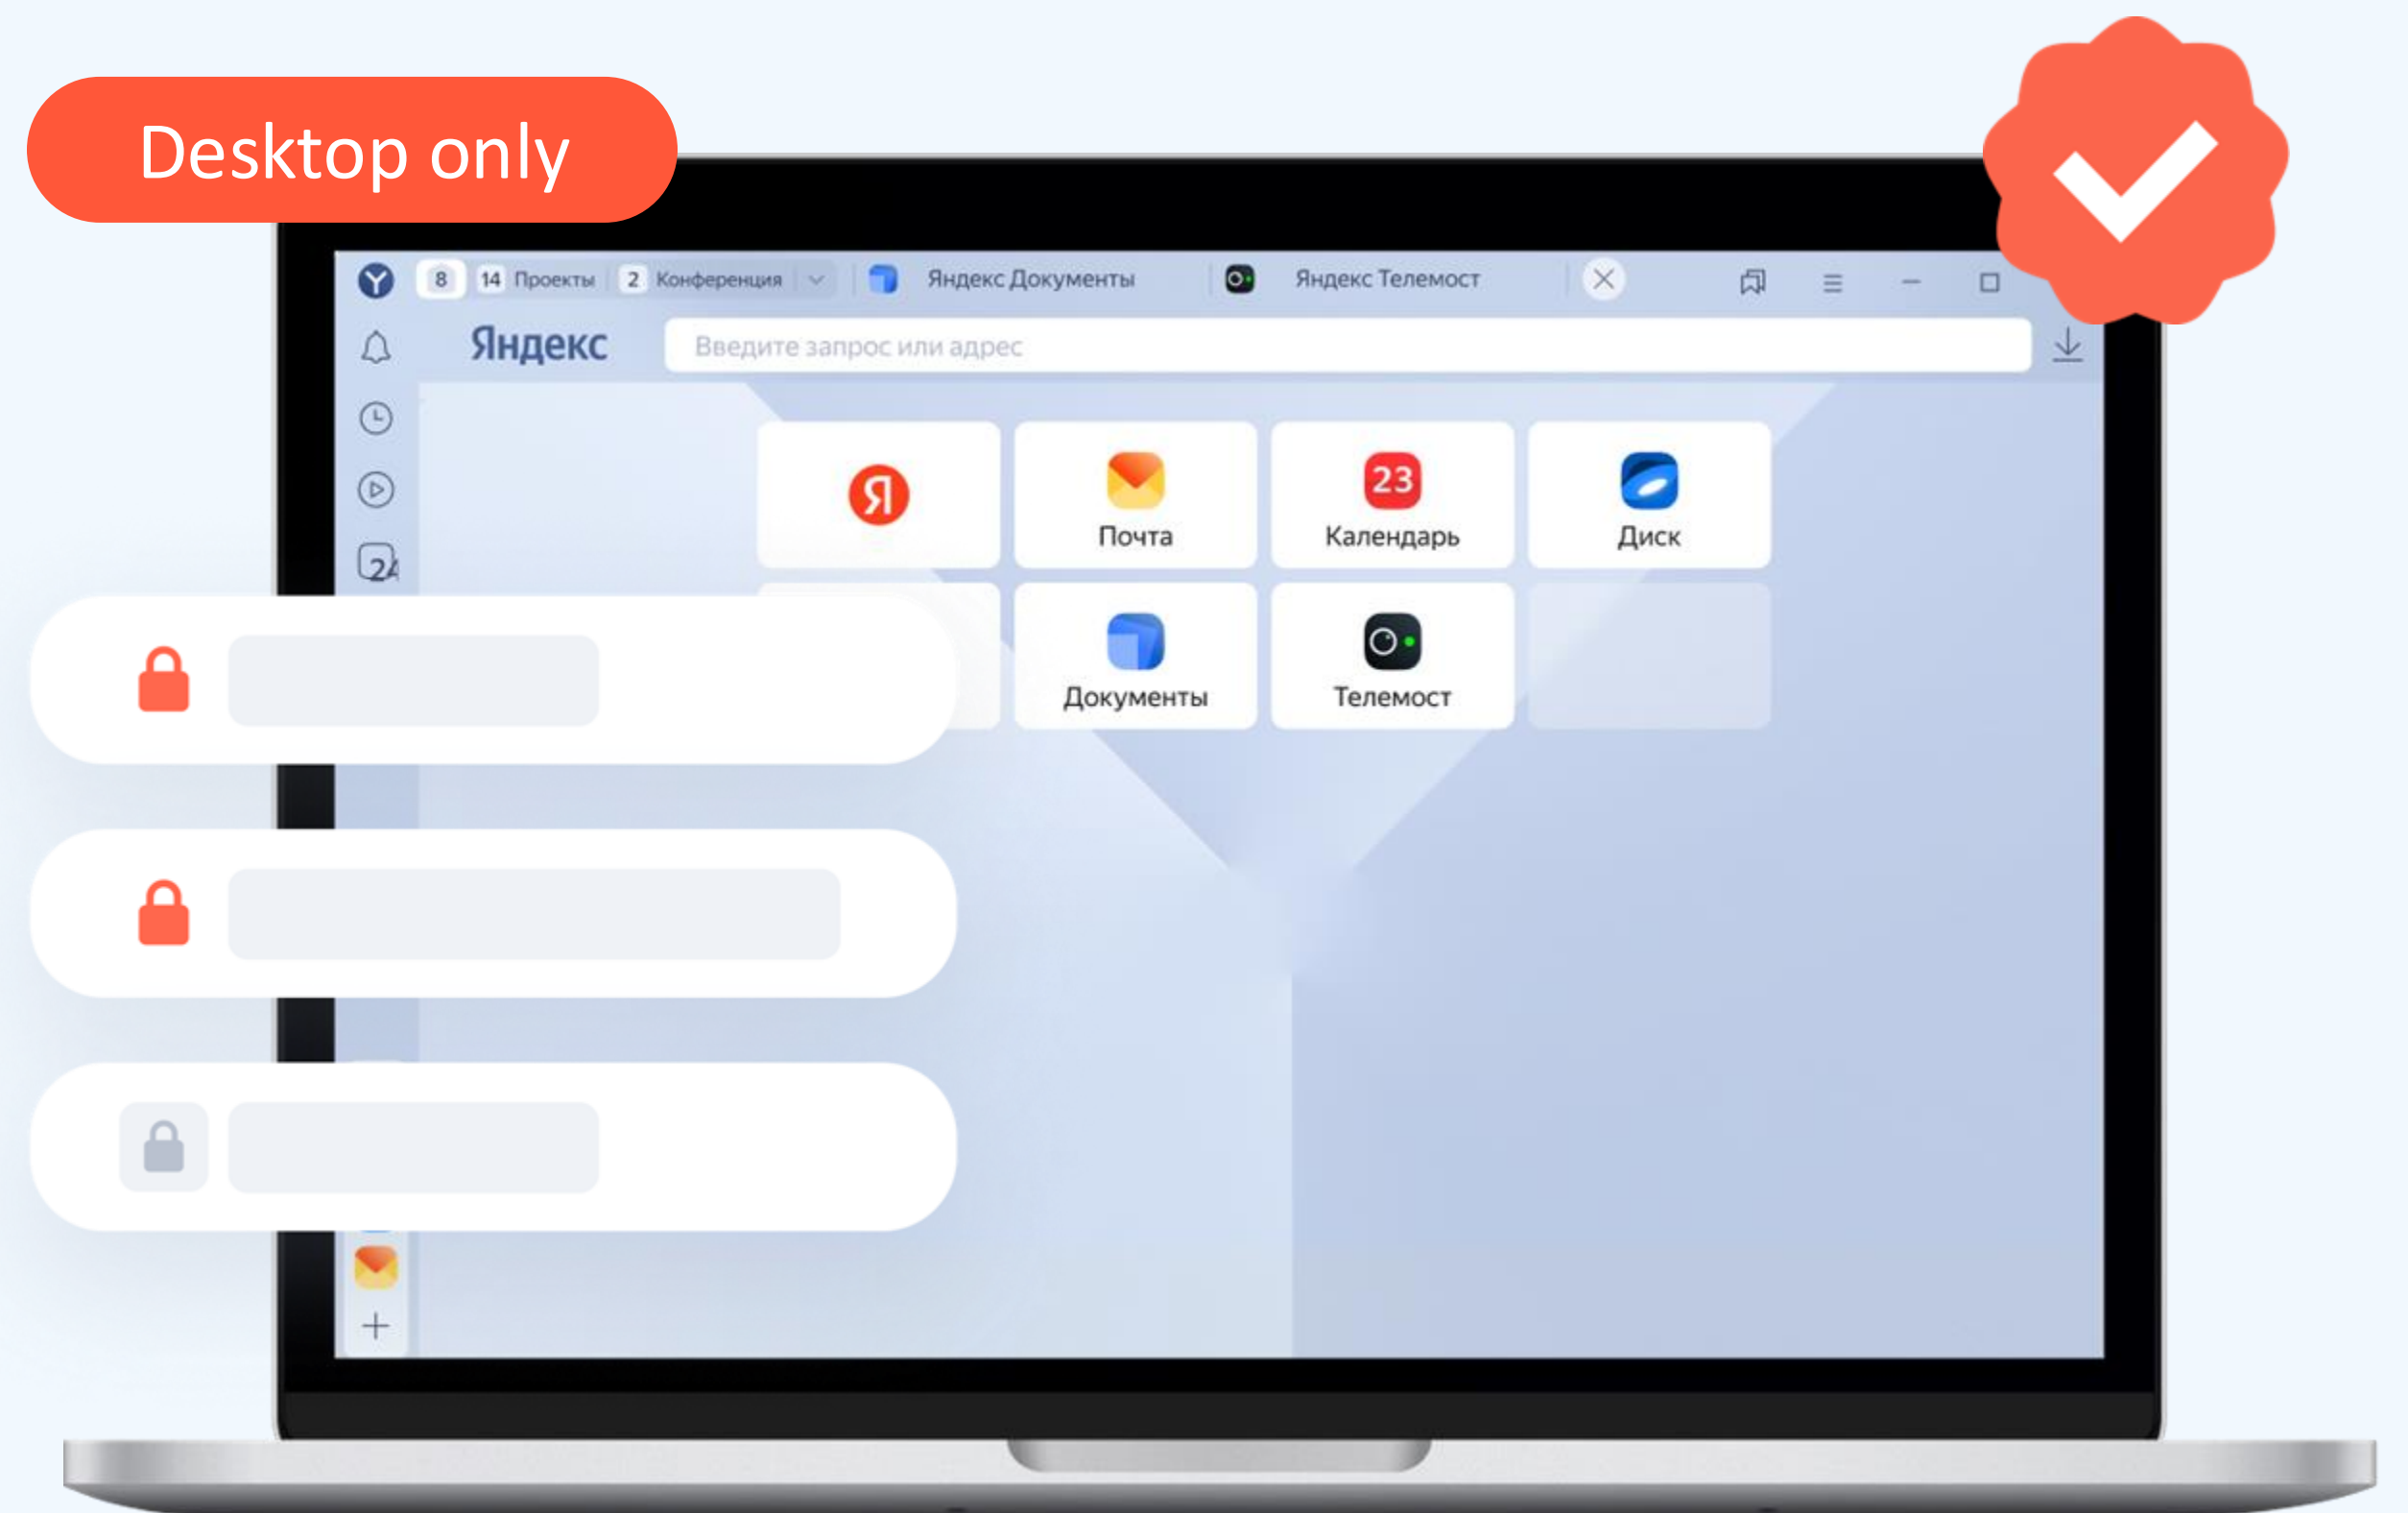 Desktop only
8 14 Проекты 2 Конференция Яндекс Документы Яндекс Телемост
Яндекс Введите запрос или адрес
Я 23
Почта Календарь Диск
24
Документы Телемост